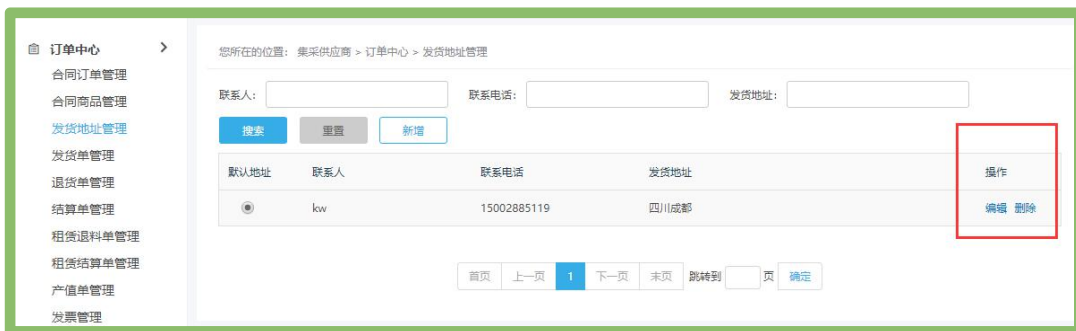 订单中心
合同订单管理
合同商品管理
发货地址管理
发货单管理
退货单管理
结算单管理
租赁退料单管理
租赁结算单管理
产值单管理
发票管理
您所在的位置： 集采供应商 > 订单中心 > 发货地址管理
联系人： 联系电话： 发货地址：
搜索 重置 新增
默认地址 联系人 联系电话 发货地址 操作
kw 15002885119 四川成都 编辑 删除
首页 上一页 1 下一页 末页 跳转到 页 确定